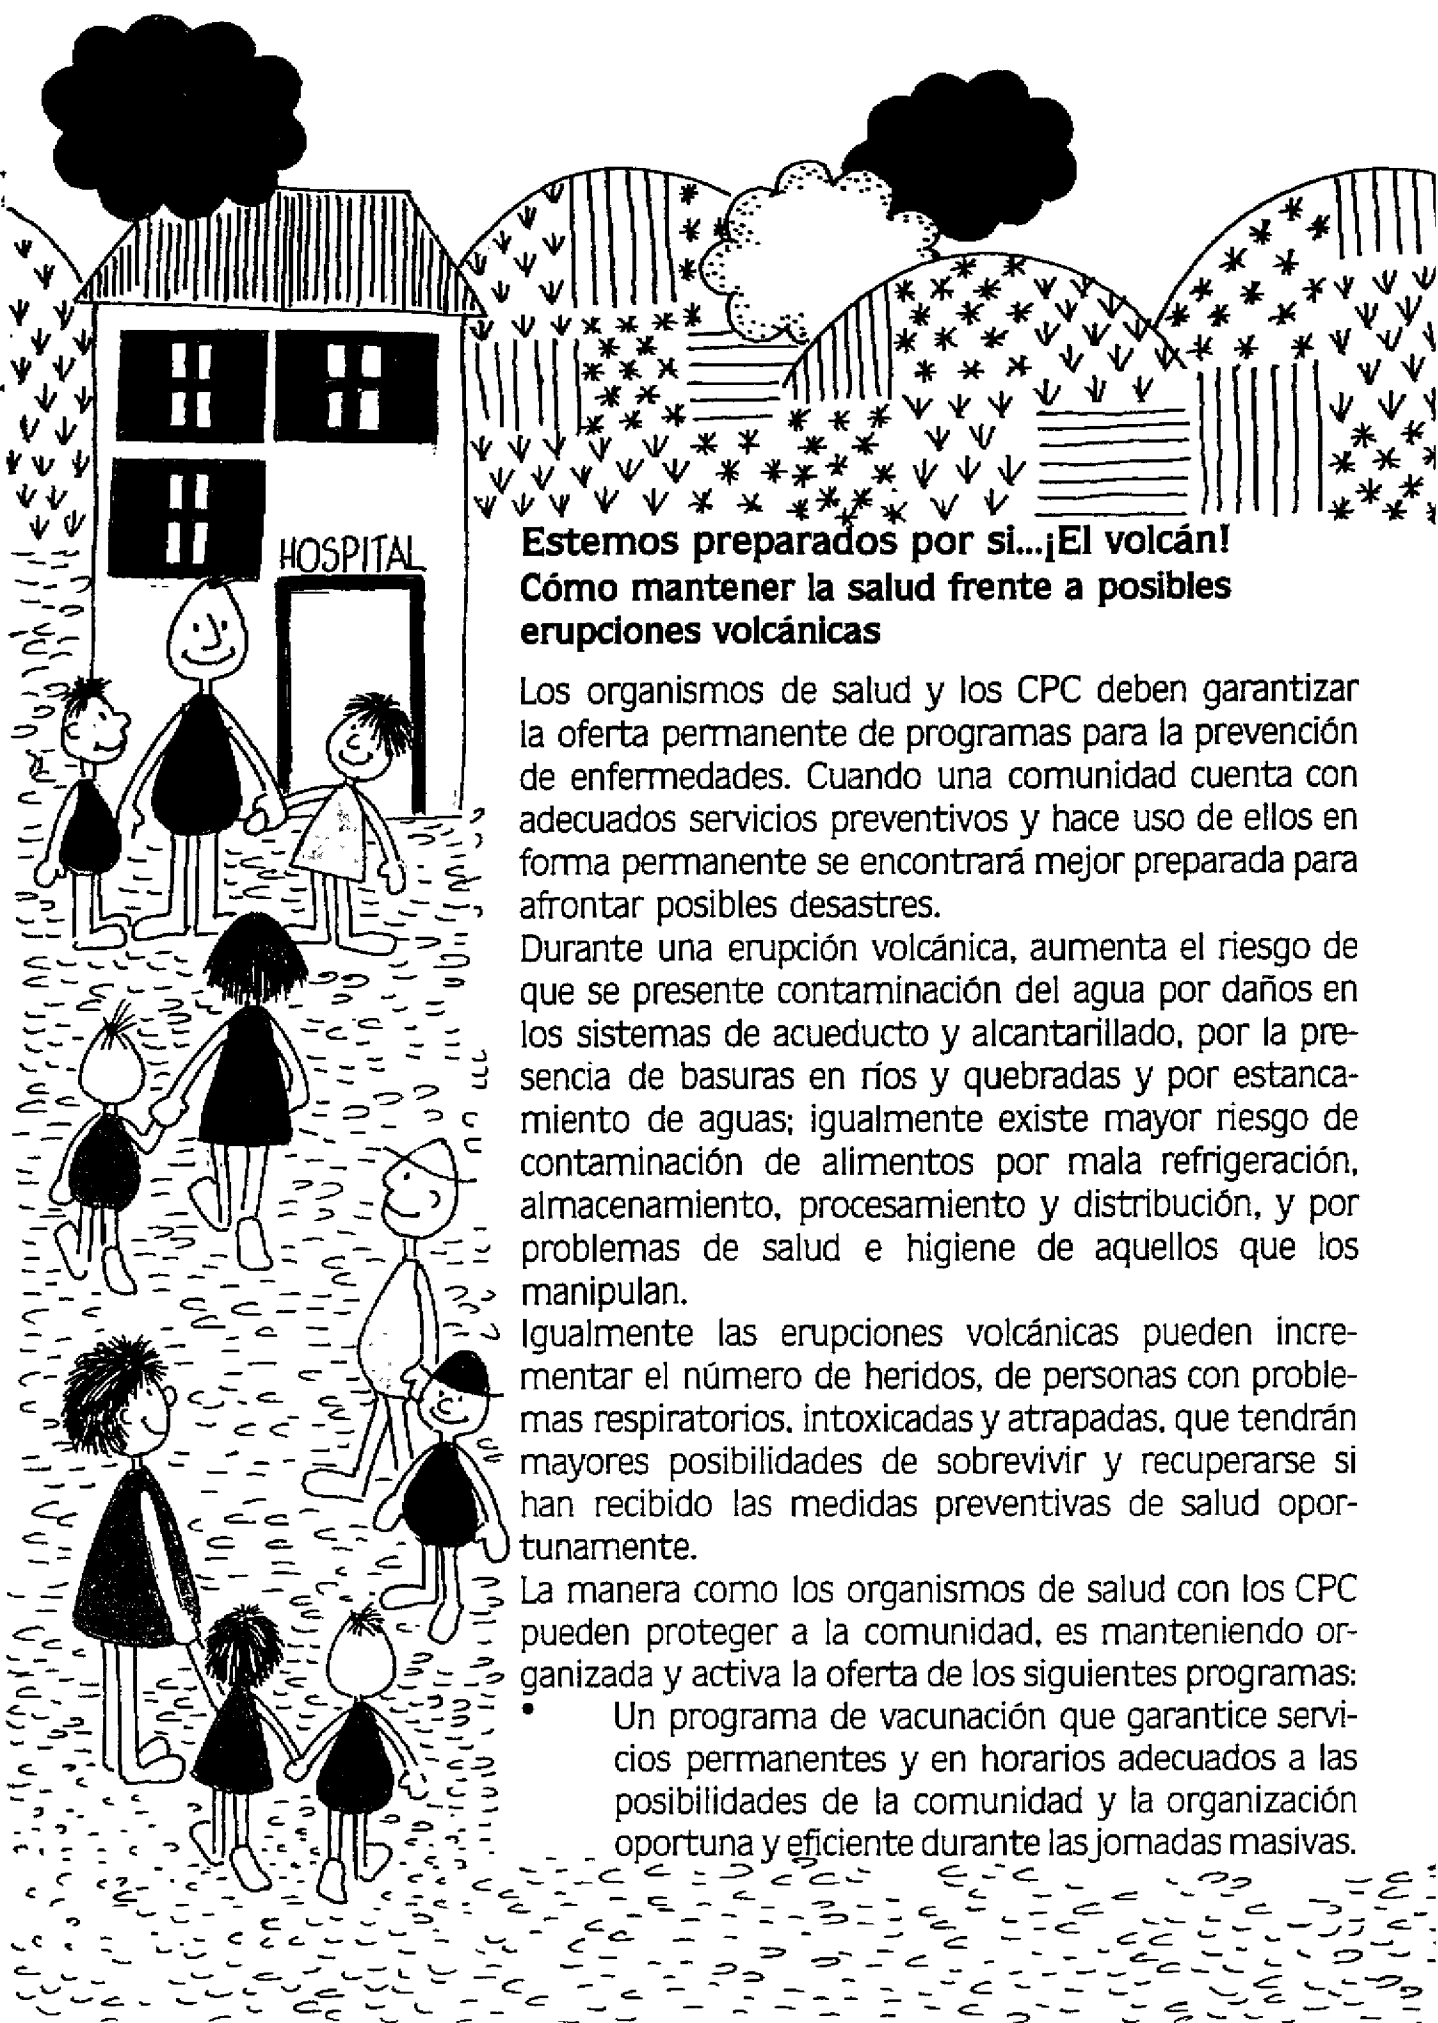 HOSPITAL
Estemos preparados por si...¡El volcán!
Cómo mantener la salud frente a posibles
erupciones volcánicas
Los organismos de salud y los CPC deben garantizar
la oferta permanente de programas para la prevención
de enfermedades. Cuando una comunidad cuenta con
adecuados servicios preventivos y hace uso de ellos en
forma permanente se encontrará mejor preparada para
afrontar posibles desastres.
Durante una erupción volcánica, aumenta el riesgo de
que se presente contaminación del agua por daños en
los sistemas de acueducto y alcantarillado, por la pre-
sencia de basuras en ríos y quebradas y por estanca-
miento de aguas; igualmente existe mayor riesgo de
contaminación de alimentos por mala refrigeración,
almacenamiento, procesamiento y distribución, y por
problemas de salud e higiene de aquellos que los
manipulan.
Igualmente las erupciones volcánicas pueden incre-
mentar el número de heridos, de personas con proble-
mas respiratorios, intoxicadas y atrapadas, que tendrán
mayores posibilidades de sobrevivir y recuperarse si
han recibido las medidas preventivas de salud opor-
tunamente.
La manera como los organismos de salud con los CPC
pueden proteger a la comunidad, es manteniendo or-
ganizada y activa la oferta de los siguientes programas:
• Un programa de vacunación que garantice servi-
cios permanentes y en horarios adecuados a las
posibilidades de la comunidad y la organización
oportuna y eficiente durante las jornadas masivas.